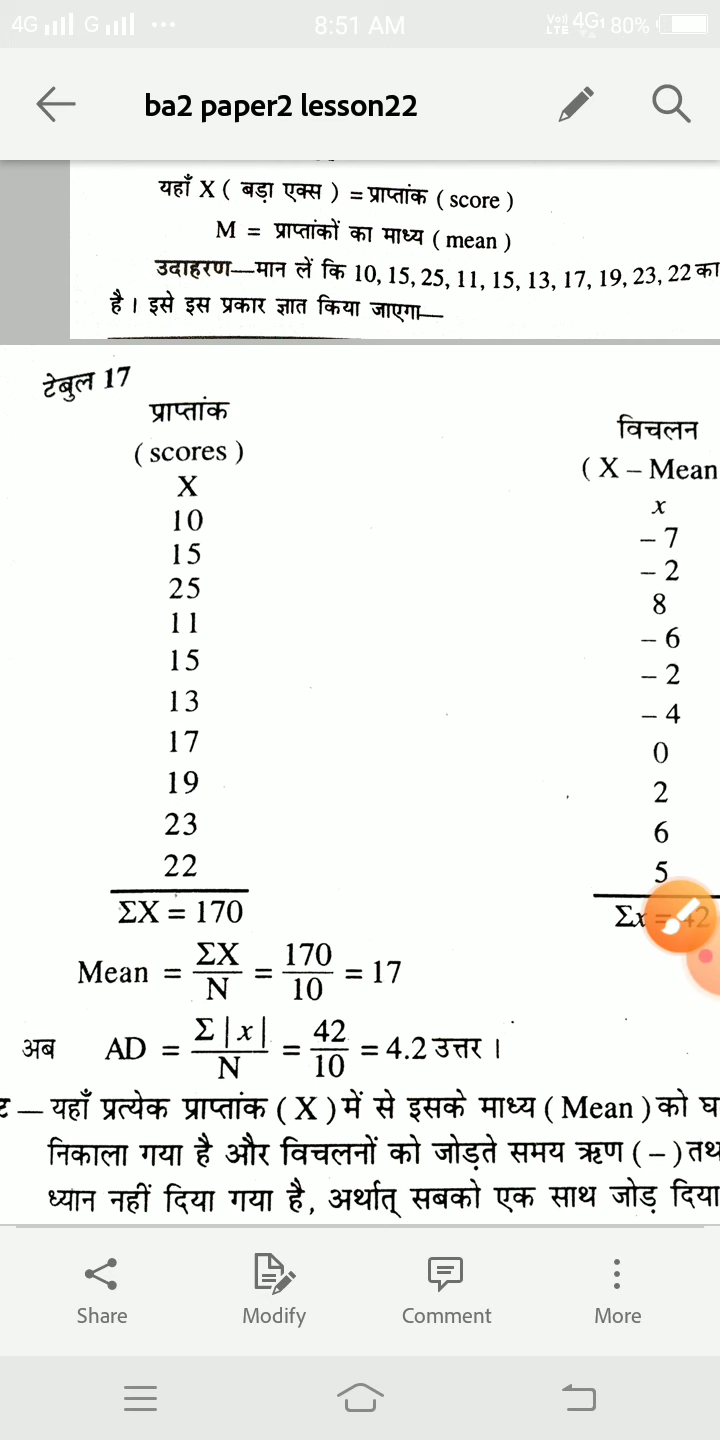 4G G ••• 8:51 AM VoLTE 4G 80%
ba2 paper2 lesson22
यहाँ X ( बड़ा एक्स ) = प्राप्तांक ( score )
M = प्राप्तांकों का माध्य ( mean )
उदाहरण—मान लें कि 10, 15, 25, 11, 15, 13, 17, 19, 23, 22 का
है। इसे इस प्रकार ज्ञात किया जाएगा—
टेबुल 17
प्राप्तांक विचलन
( scores ) ( X – Mean
X x
10 – 7
15 – 2
25 8
11 – 6
15 – 2
13 – 4
17 0
19 2
23 6
22 5
ΣX = 170 Σx = 42
Mean = ΣX/N = 170/10 = 17
अब AD = Σ|x|/N = 42/10 = 4.2 उत्तर ।
— यहाँ प्रत्येक प्राप्तांक ( X ) में से इसके माध्य ( Mean ) को घ
निकाला गया है और विचलनों को जोड़ते समय ऋण ( – ) तथ
ध्यान नहीं दिया गया है, अर्थात् सबको एक साथ जोड़ दिया
Share Modify Comment More